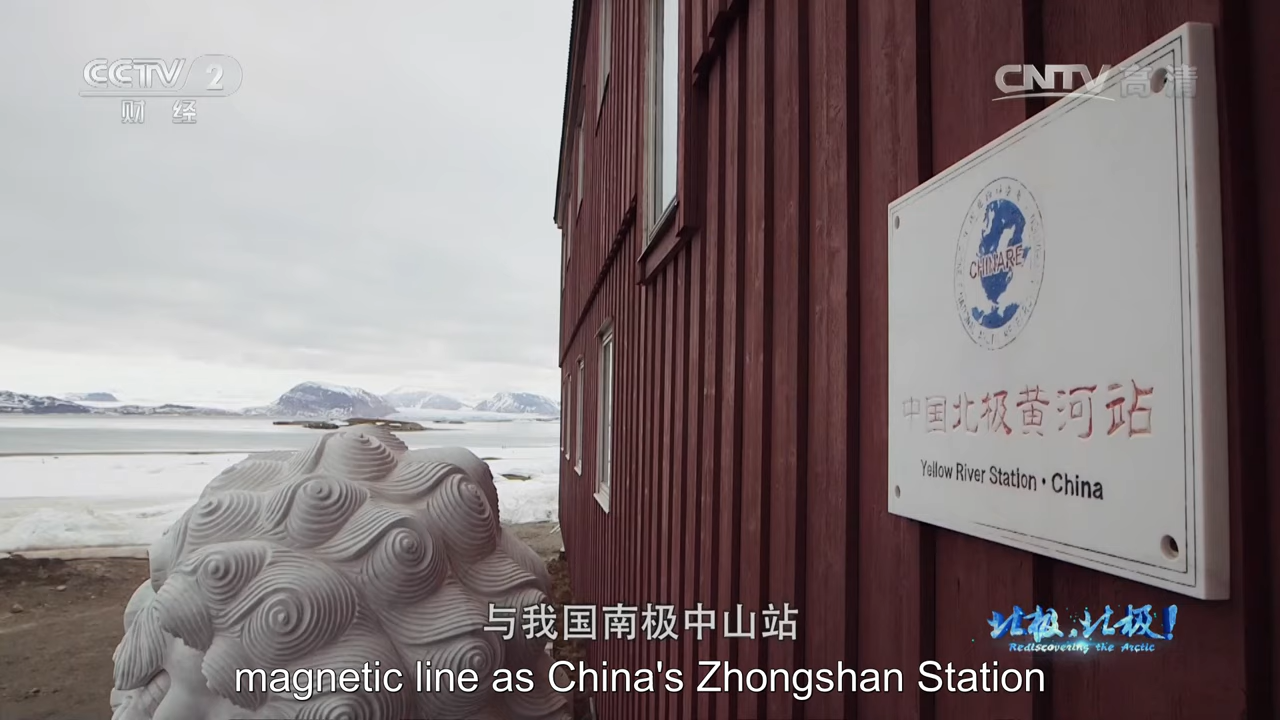 CCTV 2
财 经
CNTV 高清
CHINARE
中国北极黄河站
Yellow River Station · China
与我国南极中山站
北极，北极！
Rediscovering the Arctic
magnetic line as China's Zhongshan Station